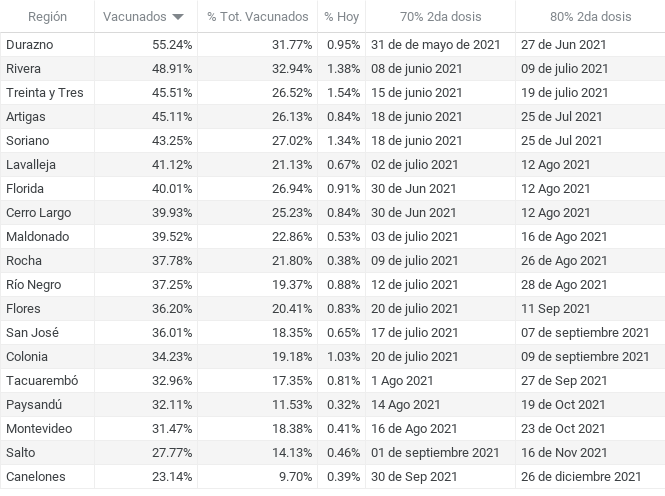 Región Vacunados % Tot. Vacunados % Hoy 70% 2da dosis 80% 2da dosis
Durazno 55.24% 31.77% 0.95% 31 de de mayo de 2021 27 de Jun 2021
Rivera 48.91% 32.94% 1.38% 08 de junio 2021 09 de julio 2021
Treinta y Tres 45.51% 26.52% 1.54% 15 de junio 2021 19 de julio 2021
Artigas 45.11% 26.13% 0.84% 18 de junio 2021 25 de Jul 2021
Soriano 43.25% 27.02% 1.34% 18 de junio 2021 25 de Jul 2021
Lavalleja 41.12% 21.13% 0.67% 02 de julio 2021 12 Ago 2021
Florida 40.01% 26.94% 0.91% 30 de Jun 2021 12 Ago 2021
Cerro Largo 39.93% 25.23% 0.84% 30 de Jun 2021 12 Ago 2021
Maldonado 39.52% 22.86% 0.53% 03 de julio 2021 16 de Ago 2021
Rocha 37.78% 21.80% 0.38% 09 de julio 2021 26 de Ago 2021
Río Negro 37.25% 19.37% 0.88% 12 de julio 2021 28 de Ago 2021
Flores 36.20% 20.41% 0.83% 20 de julio 2021 11 Sep 2021
San José 36.01% 18.35% 0.65% 17 de julio 2021 07 de septiembre 2021
Colonia 34.23% 19.18% 1.03% 20 de julio 2021 09 de septiembre 2021
Tacuarembó 32.96% 17.35% 0.81% 1 Ago 2021 27 de Sep 2021
Paysandú 32.11% 11.53% 0.32% 14 Ago 2021 19 de Oct 2021
Montevideo 31.47% 18.38% 0.41% 16 de Ago 2021 23 de Oct 2021
Salto 27.77% 14.13% 0.46% 01 de septiembre 2021 16 de Nov 2021
Canelones 23.14% 9.70% 0.39% 30 de Sep 2021 26 de diciembre 2021